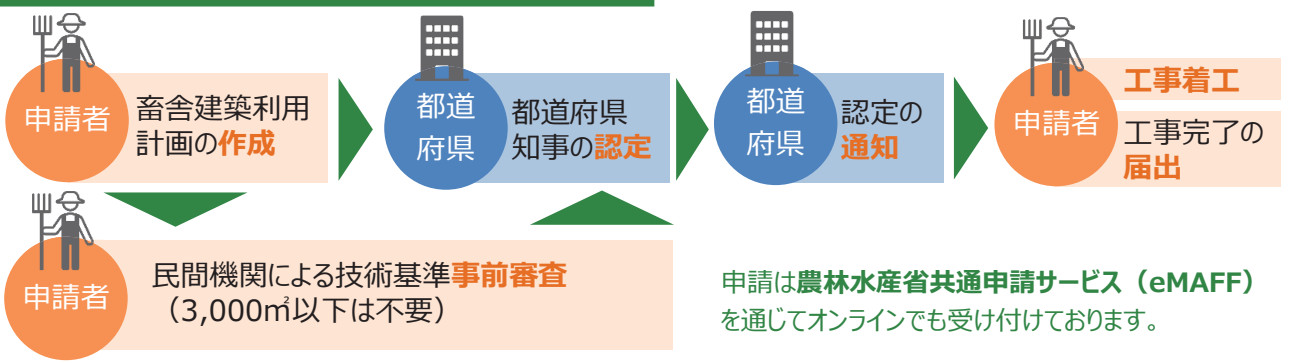 申請者
畜舎建築利用
計画の作成
都道
府県
都道府県
知事の認定
都道
府県
認定の
通知
申請者
工事着工
工事完了の
届出
申請者
民間機関による技術基準事前審査
（3,000㎡以下は不要）
申請は農林水産省共通申請サービス（eMAFF）
を通じてオンラインでも受け付けております。